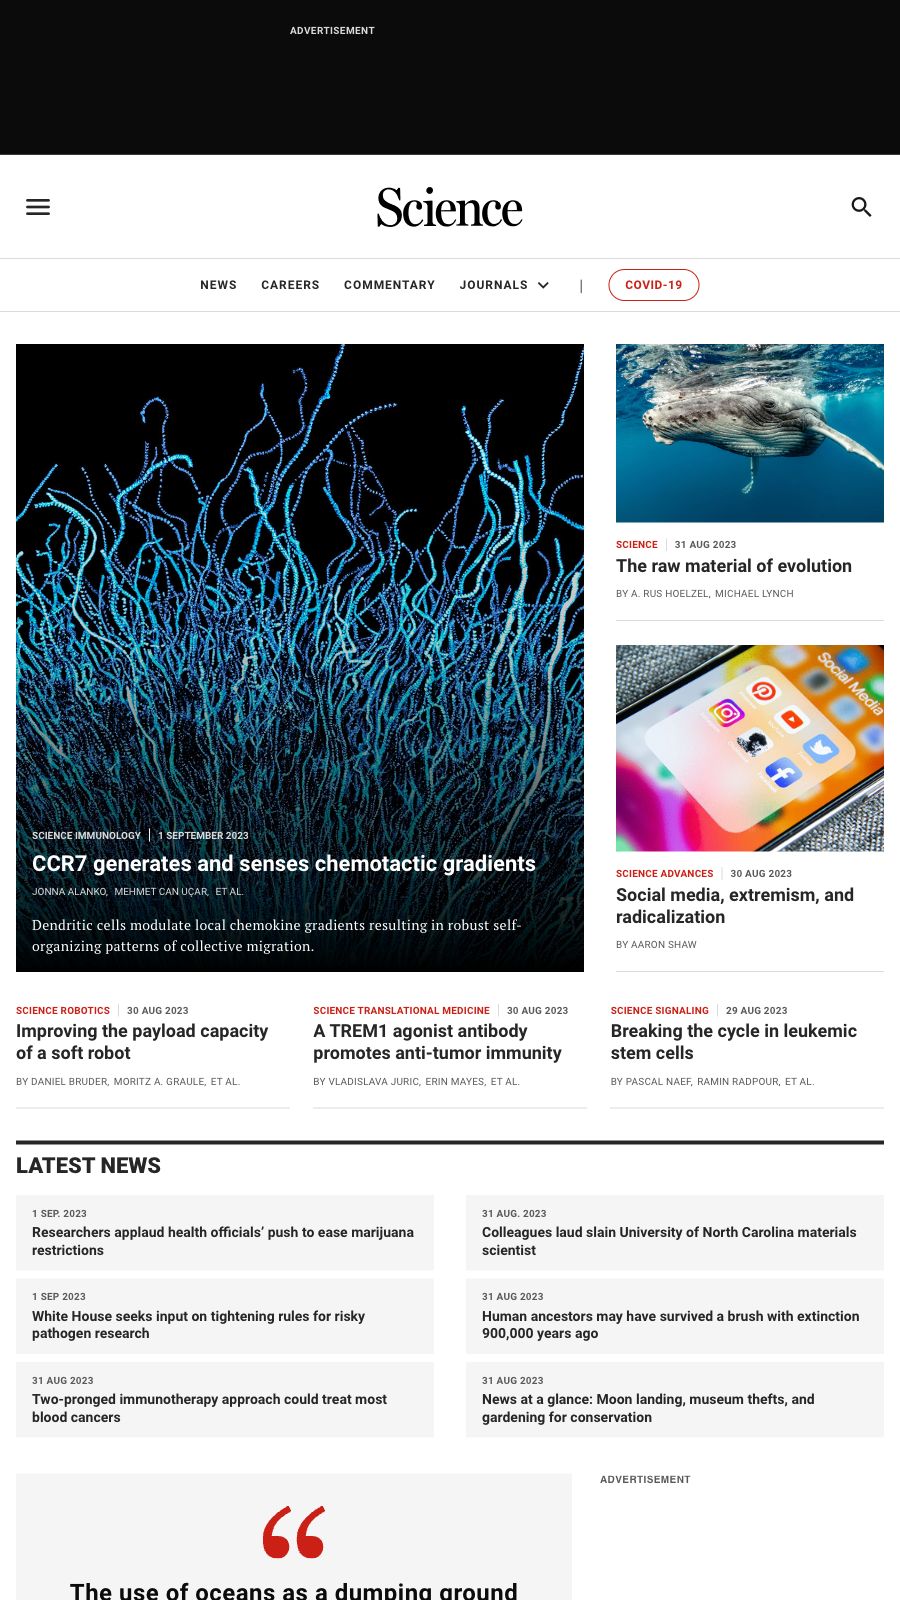 ADVERTISEMENT
Science
NEWS CAREERS COMMENTARY JOURNALS | COVID-19
SCIENCE IMMUNOLOGY | 1 SEPTEMBER 2023
CCR7 generates and senses chemotactic gradients
JONNA ALANKO, MEHMET CAN UÇAR, ET AL.
Dendritic cells modulate local chemokine gradients resulting in robust self-
organizing patterns of collective migration.
SCIENCE | 31 AUG 2023
The raw material of evolution
BY A. RUS HOELZEL, MICHAEL LYNCH
Social Media
SCIENCE ADVANCES | 30 AUG 2023
Social media, extremism, and
radicalization
BY AARON SHAW
SCIENCE ROBOTICS | 30 AUG 2023
Improving the payload capacity
of a soft robot
BY DANIEL BRUDER, MORITZ A. GRAULE, ET AL.
SCIENCE TRANSLATIONAL MEDICINE | 30 AUG 2023
A TREM1 agonist antibody
promotes anti-tumor immunity
BY VLADISLAVA JURIC, ERIN MAYES, ET AL.
SCIENCE SIGNALING | 29 AUG 2023
Breaking the cycle in leukemic
stem cells
BY PASCAL NAEF, RAMIN RADPOUR, ET AL.
LATEST NEWS
1 SEP. 2023
Researchers applaud health officials’ push to ease marijuana
restrictions
31 AUG. 2023
Colleagues laud slain University of North Carolina materials
scientist
1 SEP 2023
White House seeks input on tightening rules for risky
pathogen research
31 AUG 2023
Human ancestors may have survived a brush with extinction
900,000 years ago
31 AUG 2023
Two-pronged immunotherapy approach could treat most
blood cancers
31 AUG 2023
News at a glance: Moon landing, museum thefts, and
gardening for conservation
“
The use of oceans as a dumping ground
ADVERTISEMENT